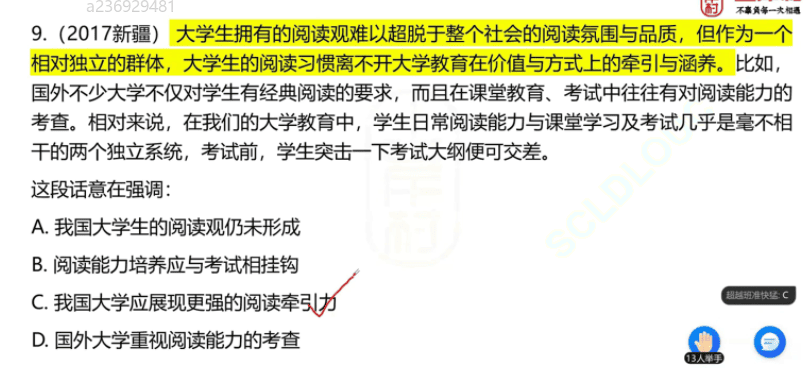 a236929481
不辜负每一次相遇
9.（2017新疆）大学生拥有的阅读观难以超脱于整个社会的阅读氛围与品质，但作为一个
相对独立的群体，大学生的阅读习惯离不开大学教育在价值与方式上的牵引与涵养。比如，
国外不少大学不仅对学生有经典阅读的要求，而且在课堂教育、考试中往往有对阅读能力的
考查。相对来说，在我们的大学教育中，学生日常阅读能力与课堂学习及考试几乎是毫不相
干的两个独立系统，考试前，学生突击一下考试大纲便可交差。
这段话意在强调：
A. 我国大学生的阅读观仍未形成
B. 阅读能力培养应与考试相挂钩
C. 我国大学应展现更强的阅读牵引力
D. 国外大学重视阅读能力的考查
超越班准快猛: C
13人举手